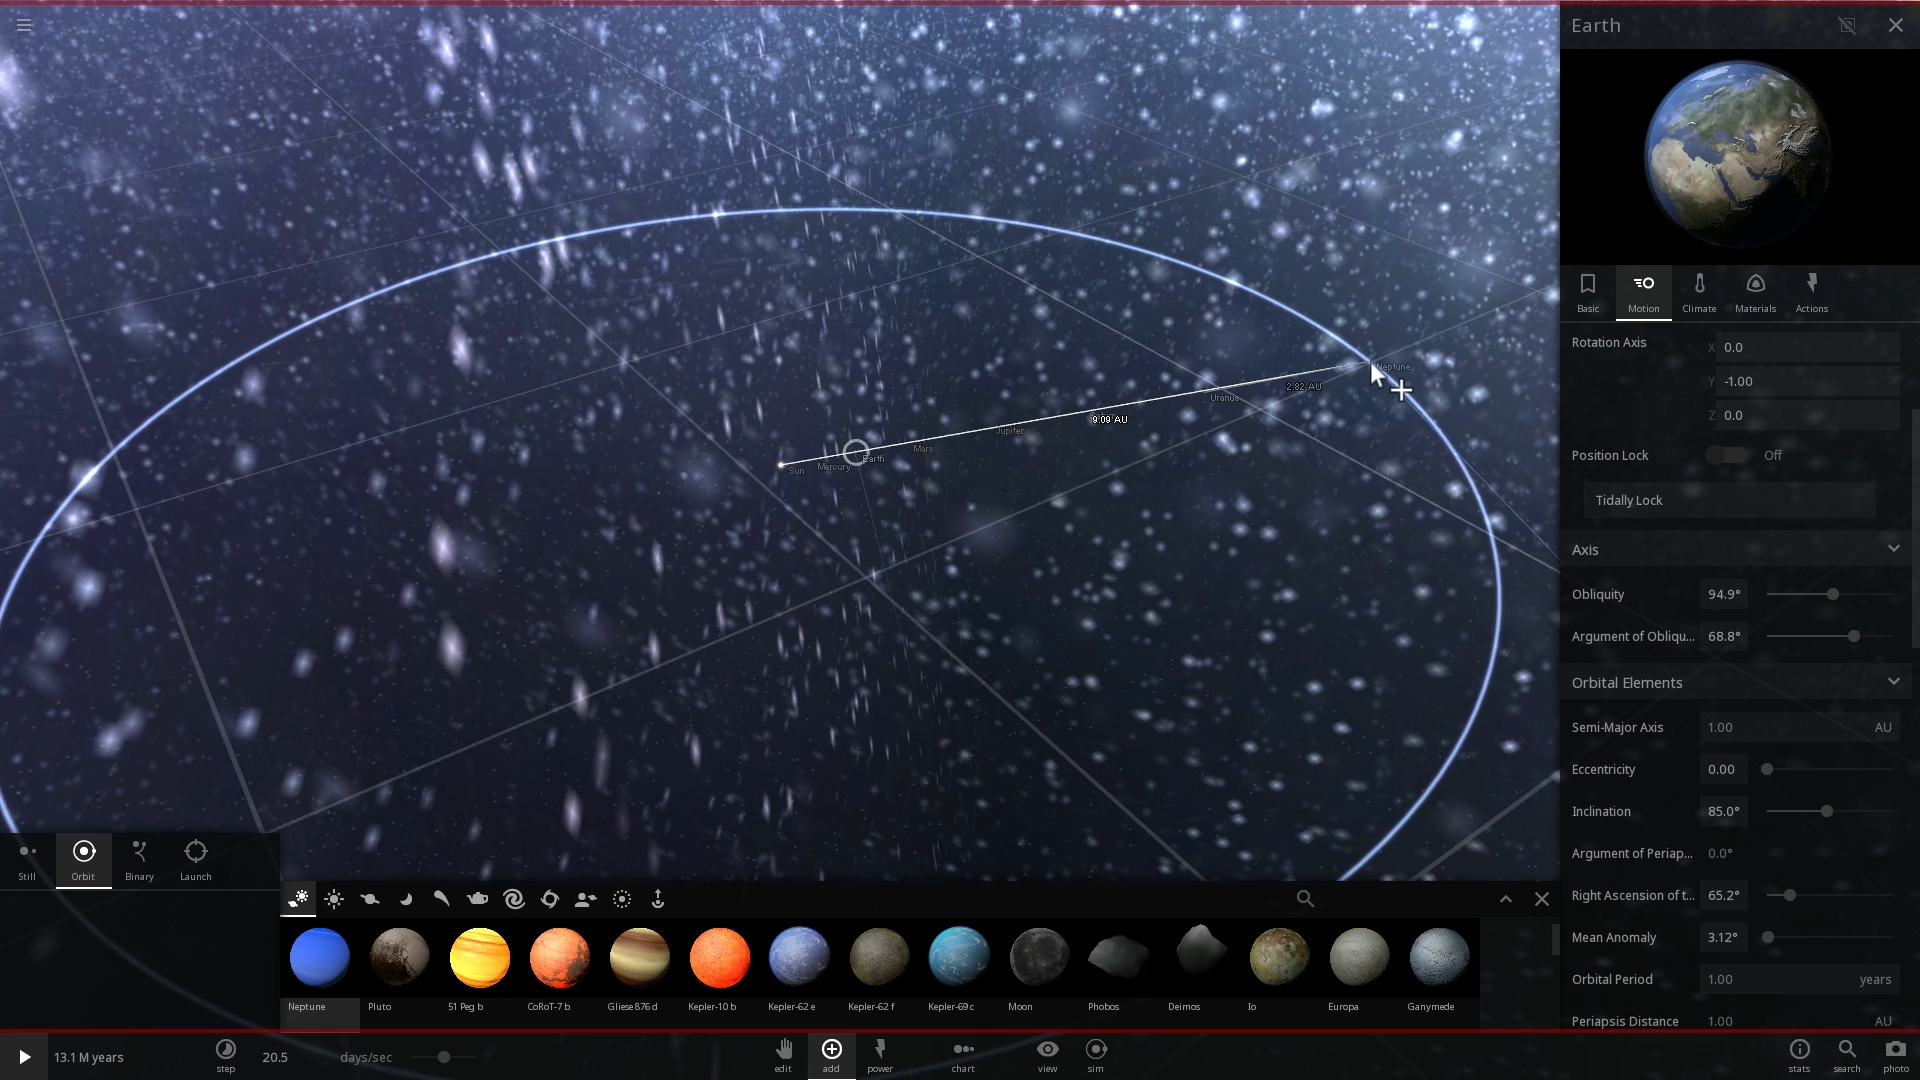 Earth
Basic
Motion
Climate
Materials
Actions
Rotation Axis
X 0.0
Y -1.00
Z 0.0
Position Lock Off
Tidally Lock
Axis
Obliquity 94.9°
Argument of Obliqu... 68.8°
Orbital Elements
Semi-Major Axis 1.00 AU
Eccentricity 0.00
Inclination 85.0°
Argument of Periap... 0.0°
Right Ascension of t... 65.2°
Mean Anomaly 3.12°
Orbital Period 1.00 years
Periapsis Distance 1.00 AU
Neptune
2.82 AU
Uranus
9.09 AU
Jupiter
Mars
Earth
Mercury
Sun
Still
Orbit
Binary
Launch
Neptune
Pluto
51 Peg b
CoRoT-7 b
Gliese 876 d
Kepler-10 b
Kepler-62 e
Kepler-62 f
Kepler-69 c
Moon
Phobos
Deimos
Io
Europa
Ganymede
13.1 M years
step
20.5 days/sec
edit
add
power
chart
view
sim
stats
search
photo